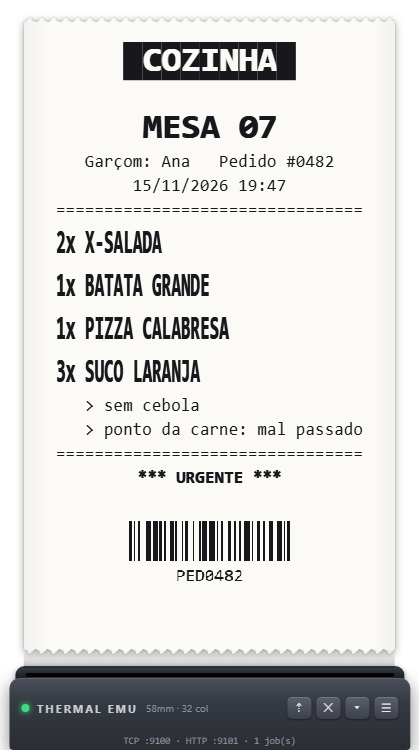 COZINHA
MESA 07
Garçom: Ana   Pedido #0482
15/11/2026 19:47
================================
2x X-SALADA
1x BATATA GRANDE
1x PIZZA CALABRESA
3x SUCO LARANJA
> sem cebola
> ponto da carne: mal passado
================================
*** URGENTE ***
PED0482
THERMAL EMU 58mm · 32 col
TCP :9100 · HTTP :9101 · 1 job(s)